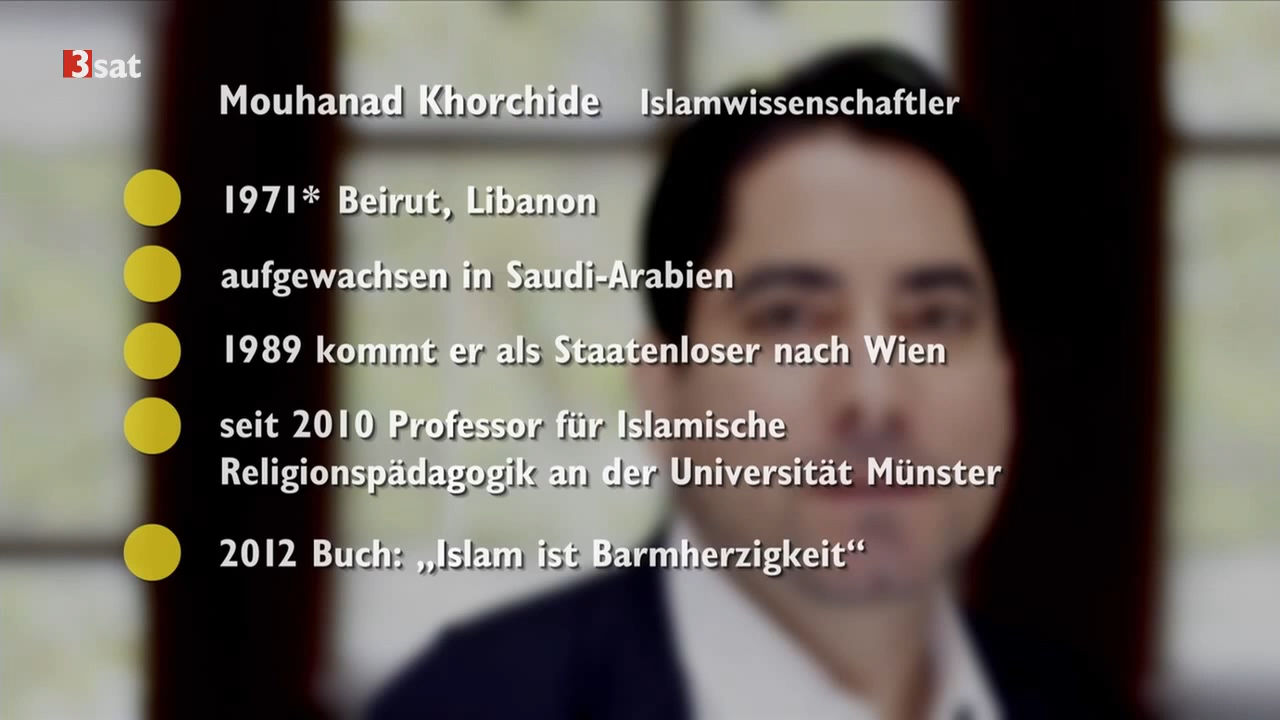 3sat
Mouhanad Khorchide Islamwissenschaftler
1971* Beirut, Libanon
aufgewachsen in Saudi-Arabien
1989 kommt er als Staatenloser nach Wien
seit 2010 Professor für Islamische
Religionspädagogik an der Universität Münster
2012 Buch: „Islam ist Barmherzigkeit“